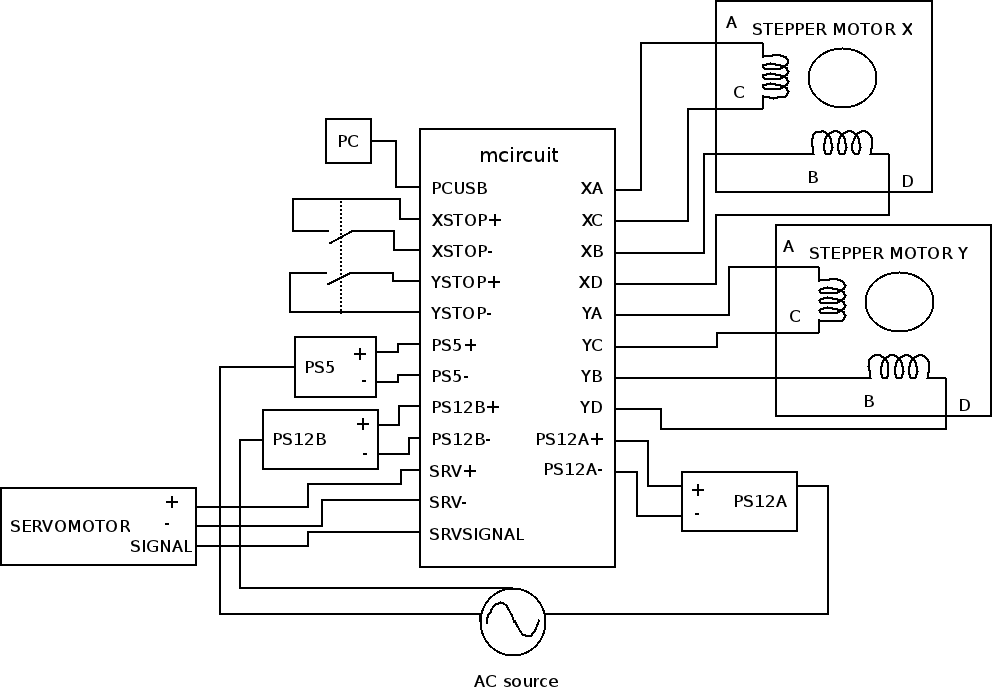 A
STEPPER MOTOR X
C
B
D
PC
mcircuit
PCUSB
XSTOP+
XSTOP-
YSTOP+
YSTOP-
PS5+
PS5-
PS12B+
PS12B-
SRV+
SRV-
SRVSIGNAL
XA
XC
XB
XD
YA
YC
YB
YD
PS12A+
PS12A-
A
STEPPER MOTOR Y
C
B
D
PS5
+
-
PS12B
+
-
SERVOMOTOR
+
-
SIGNAL
+
-
PS12A
AC source